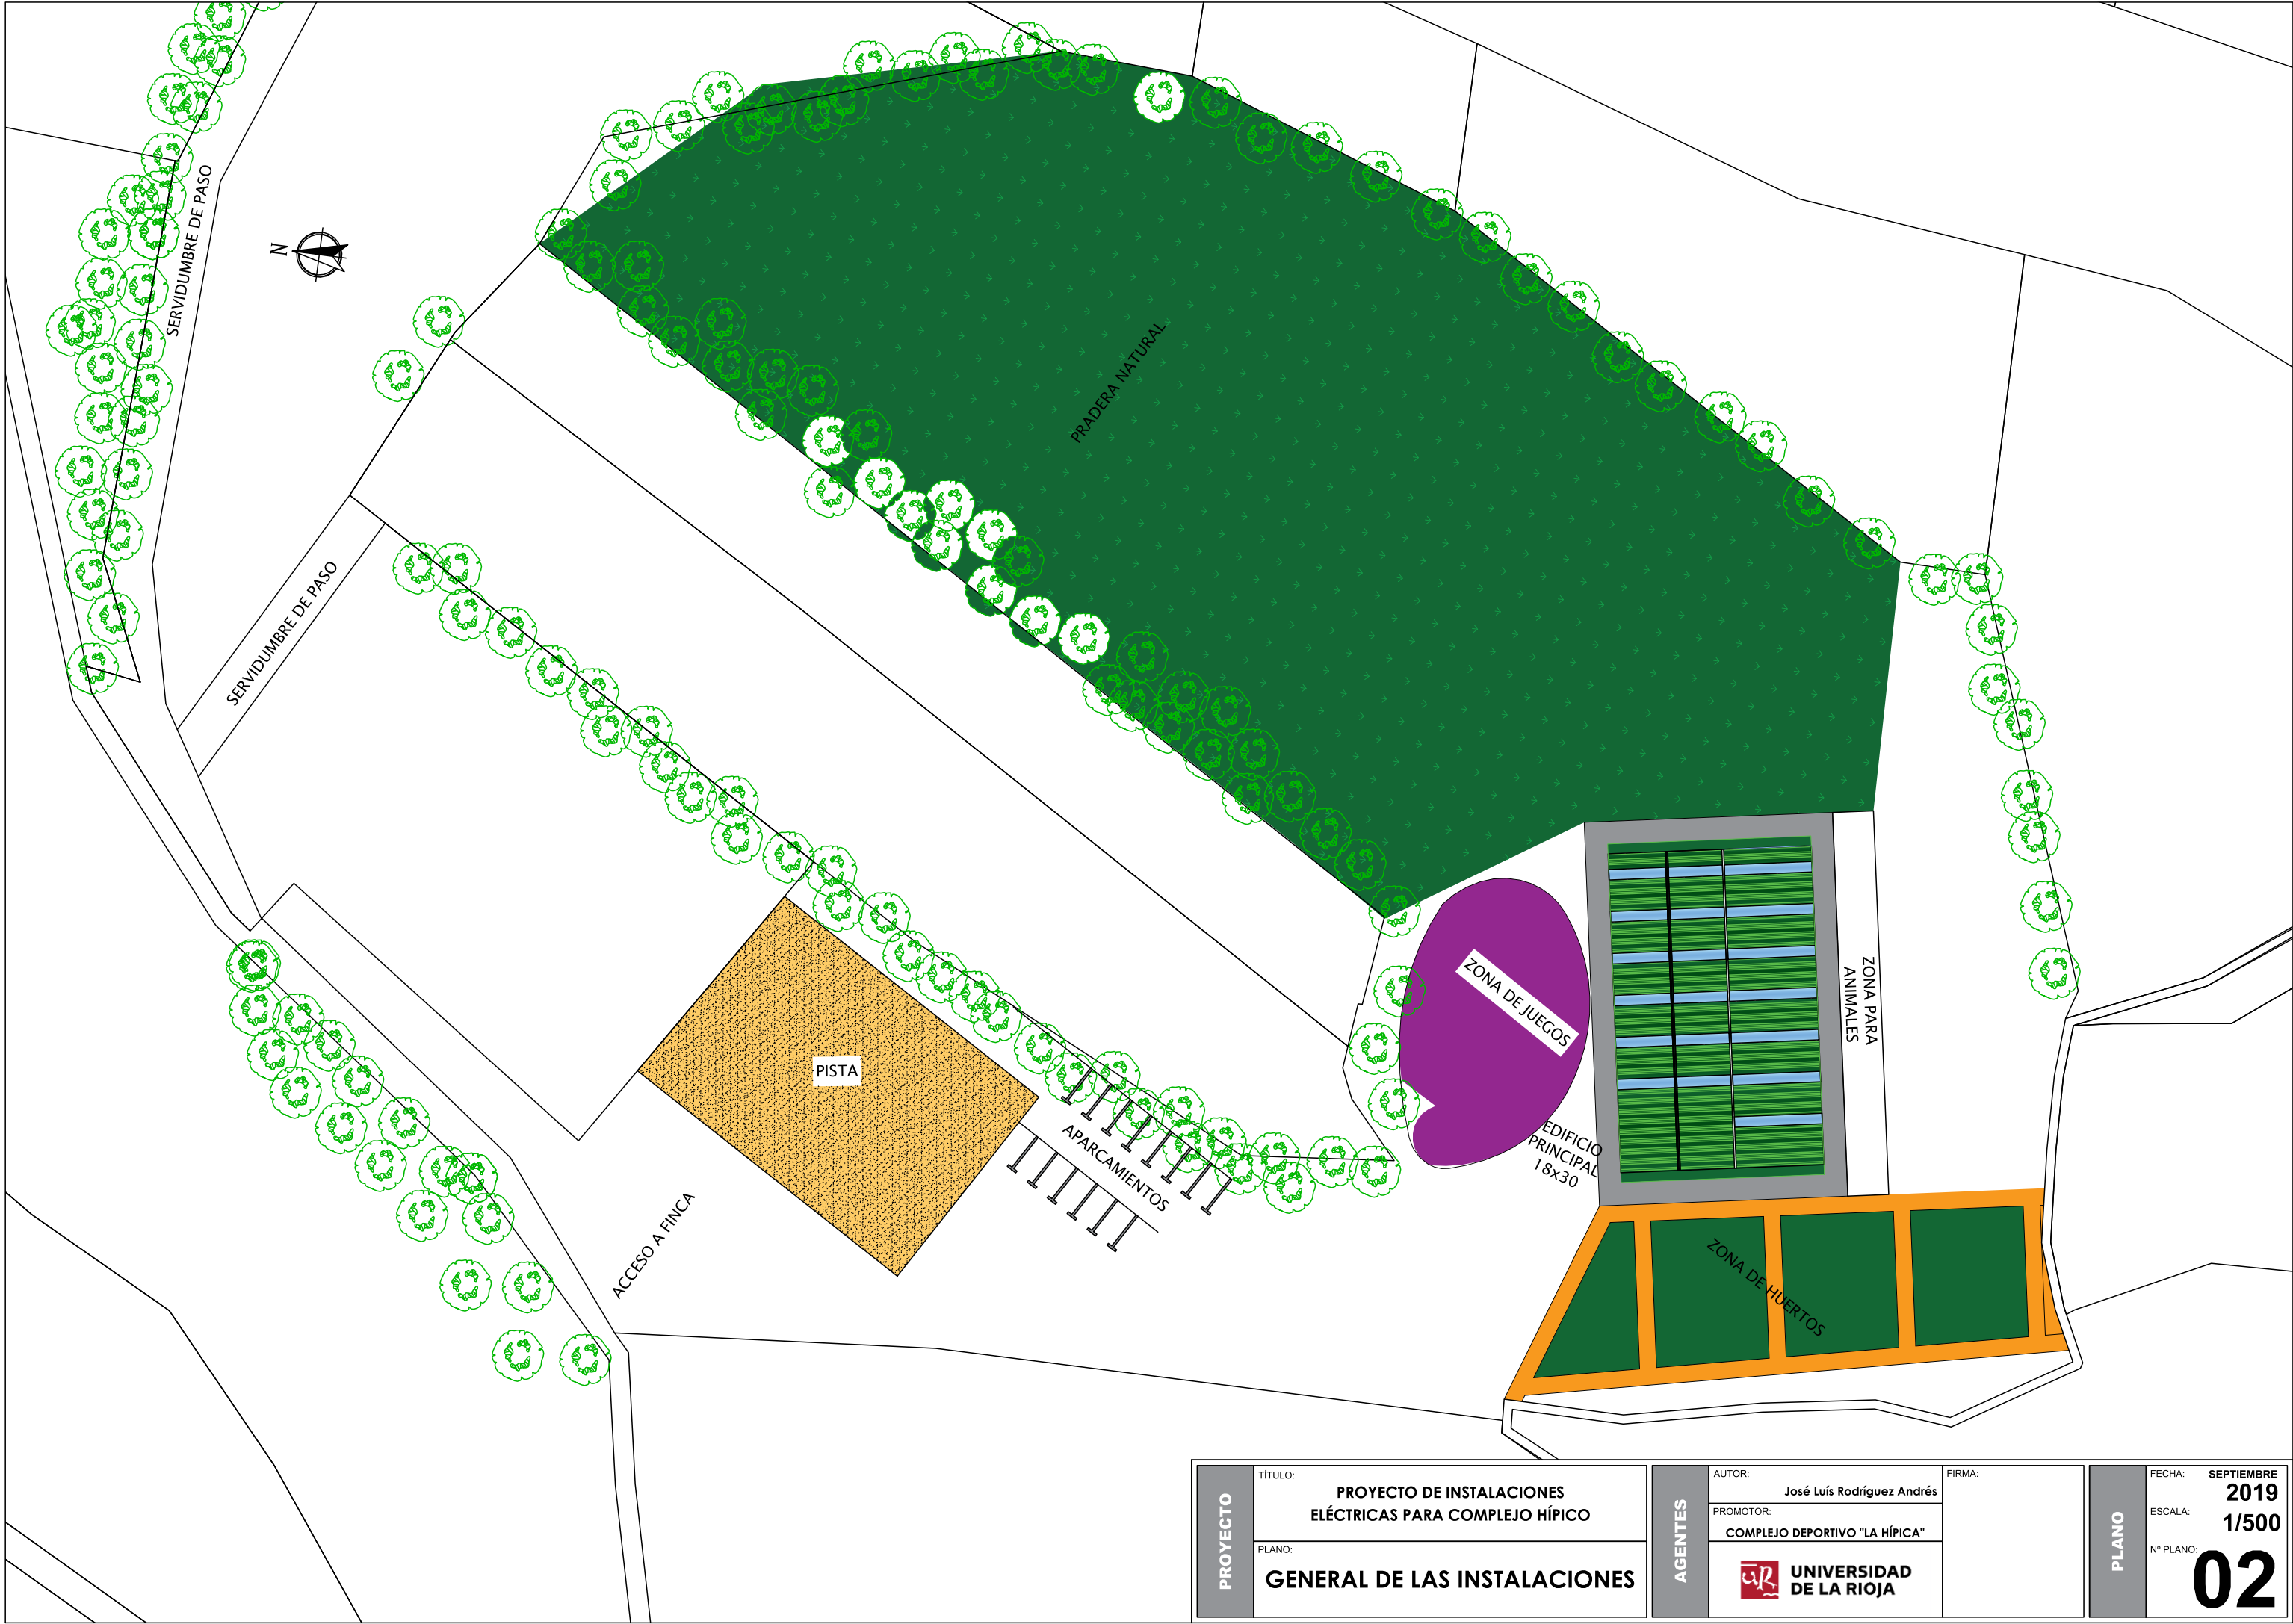 SERVIDUMBRE DE PASO
N
PRADERA NATURAL
SERVIDUMBRE DE PASO
ZONA DE JUEGOS
ZONA PARA
ANIMALES
PISTA
APARCAMIENTOS
EDIFICIO
PRINCIPAL
18x30
ACCESO A FINCA
ZONA DE HUERTOS
PROYECTO
TÍTULO:
PROYECTO DE INSTALACIONES
ELÉCTRICAS PARA COMPLEJO HÍPICO
PLANO:
GENERAL DE LAS INSTALACIONES
AGENTES
AUTOR:
José Luís Rodríguez Andrés
PROMOTOR:
COMPLEJO DEPORTIVO "LA HÍPICA"
UR
UNIVERSIDAD
DE LA RIOJA
FIRMA:
PLANO
FECHA: SEPTIEMBRE
2019
ESCALA: 1/500
Nº PLANO: 02